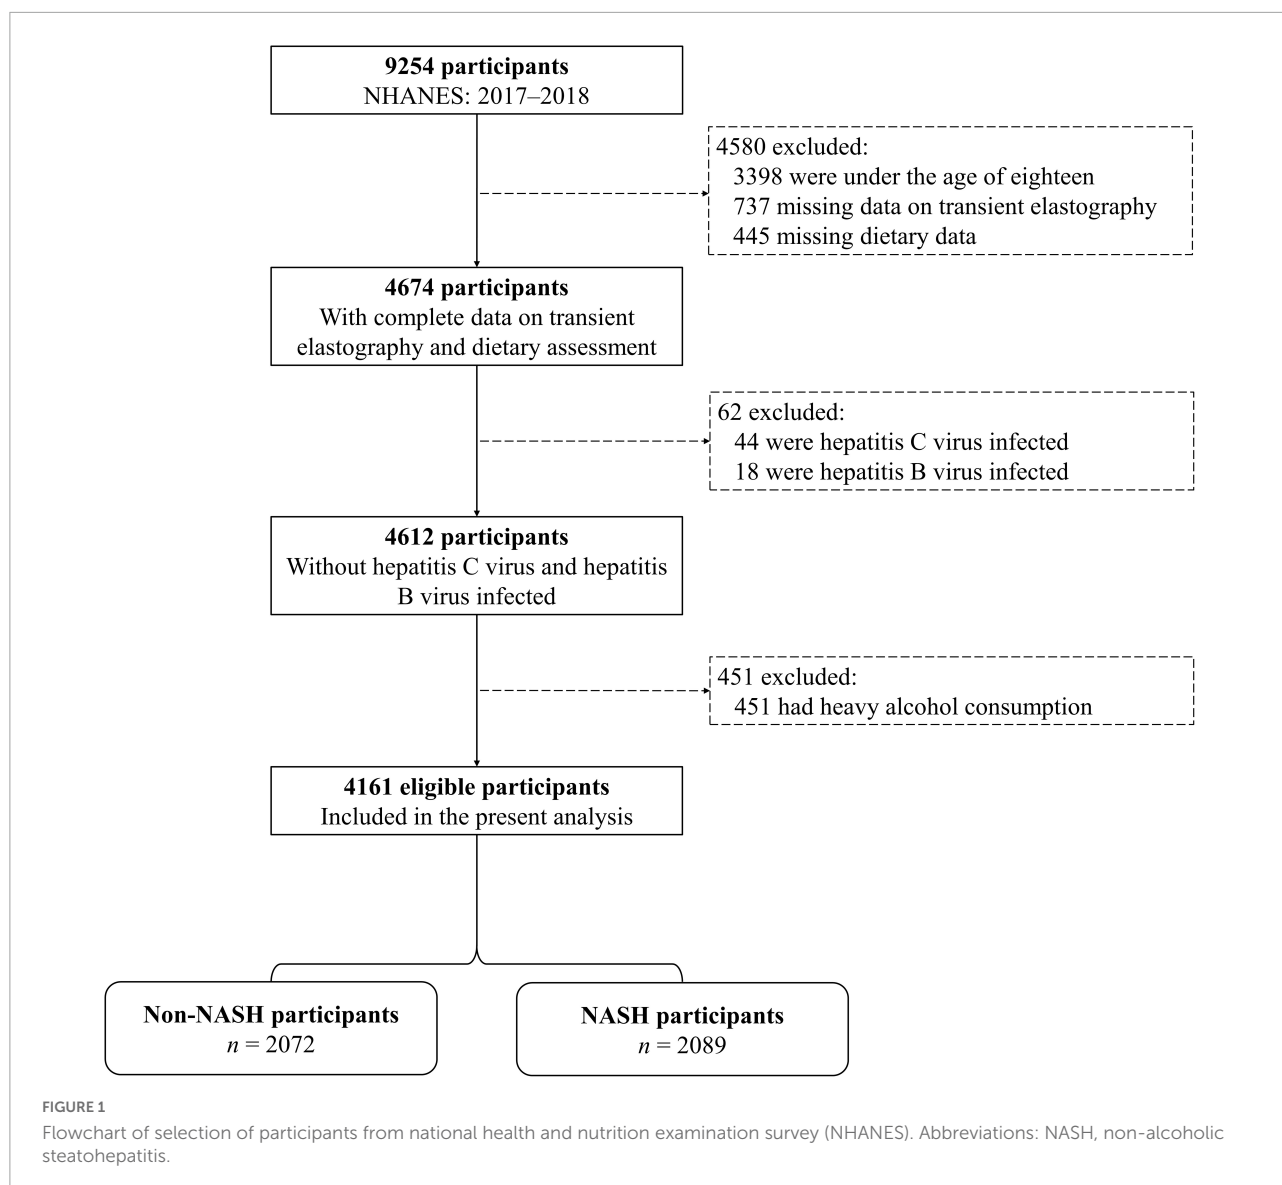 9254 participants
NHANES: 2017–2018
4580 excluded:
3398 were under the age of eighteen
737 missing data on transient elastography
445 missing dietary data
4674 participants
With complete data on transient
elastography and dietary assessment
62 excluded:
44 were hepatitis C virus infected
18 were hepatitis B virus infected
4612 participants
Without hepatitis C virus and hepatitis
B virus infected
451 excluded:
451 had heavy alcohol consumption
4161 eligible participants
Included in the present analysis
Non-NASH participants
n = 2072
NASH participants
n = 2089
FIGURE 1
Flowchart of selection of participants from national health and nutrition examination survey (NHANES). Abbreviations: NASH, non-alcoholic
steatohepatitis.